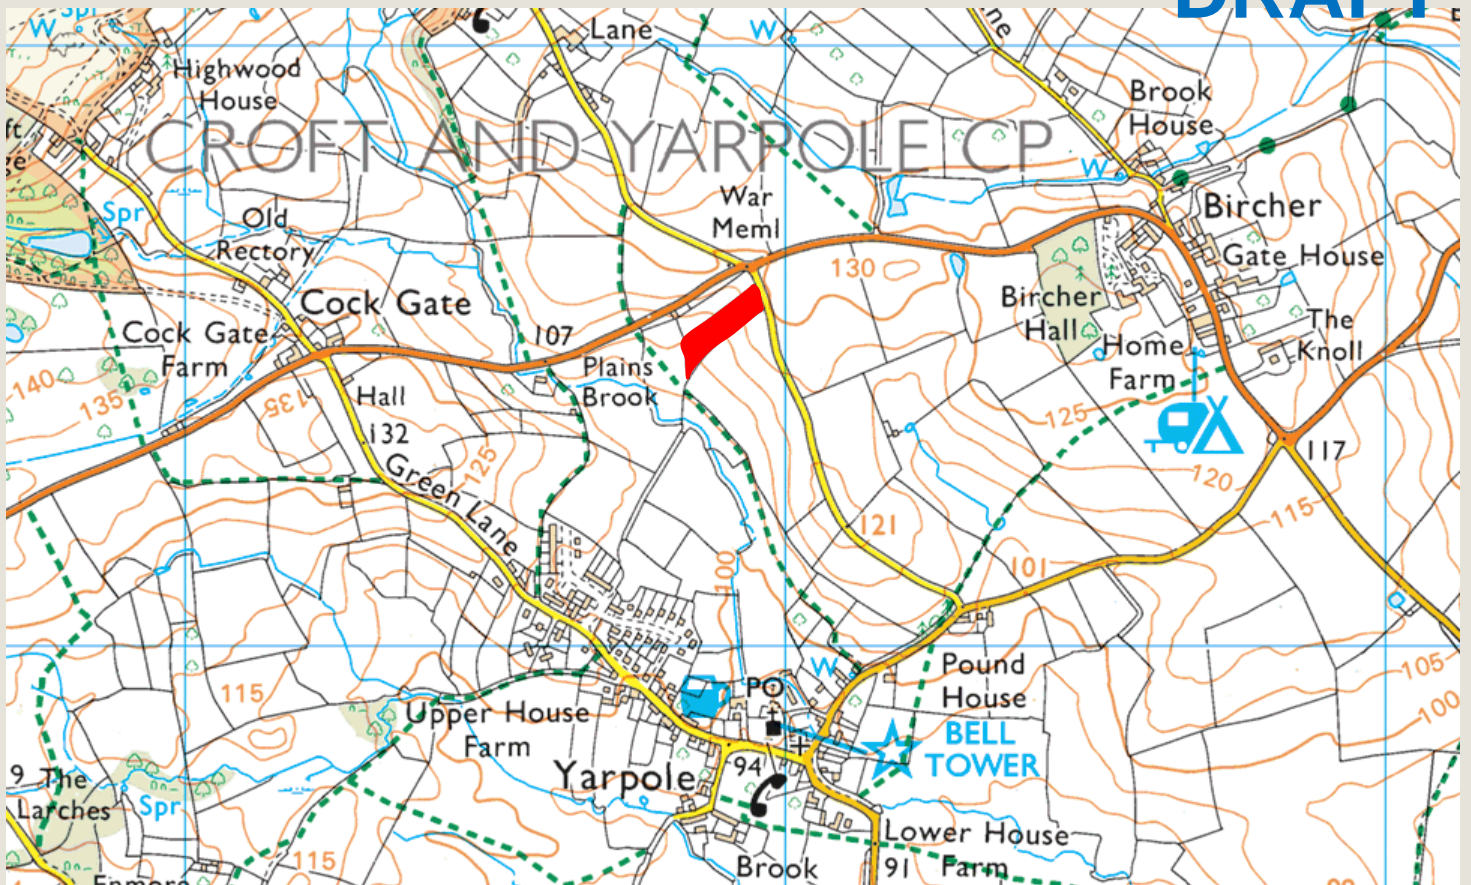 DRAFT
Spr
W
Lane
W
Highwood
House
Brook
House
CROFT AND YARPOLE CP
W
War
Meml
Bircher
Spr
Old
Rectory
Gate House
130
Cock Gate
Bircher
Hall
The
Knoll
Cock Gate
Farm
107
Home
Farm
Plains
Brook
140
135
135
Hall
132
125
117
Green Lane
125
120
115
121
100
101
W
Pound
House
105
100
115
PO
Upper House
Farm
BELL
TOWER
Yarpole
94
9
The
Larches
Spr
Lower House
Farm
115
Brook
91
Enmore